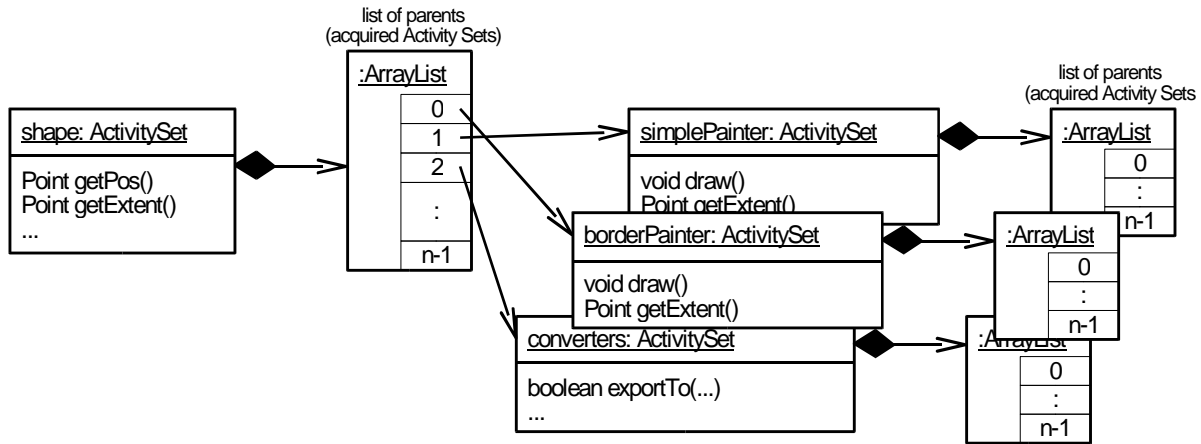 list of parents
(acquired Activity Sets)
:ArrayList
0
1
2
:
n-1
shape: ActivitySet
Point getPos()
Point getExtent()
...
simplePainter: ActivitySet
void draw()
Point getExtent()
borderPainter: ActivitySet
void draw()
Point getExtent()
converters: ActivitySet
boolean exportTo(...)
...
list of parents
(acquired Activity Sets
:ArrayList
0
:
n-1
:ArrayList
0
:
n-1
:ArrayList
0
:
n-1